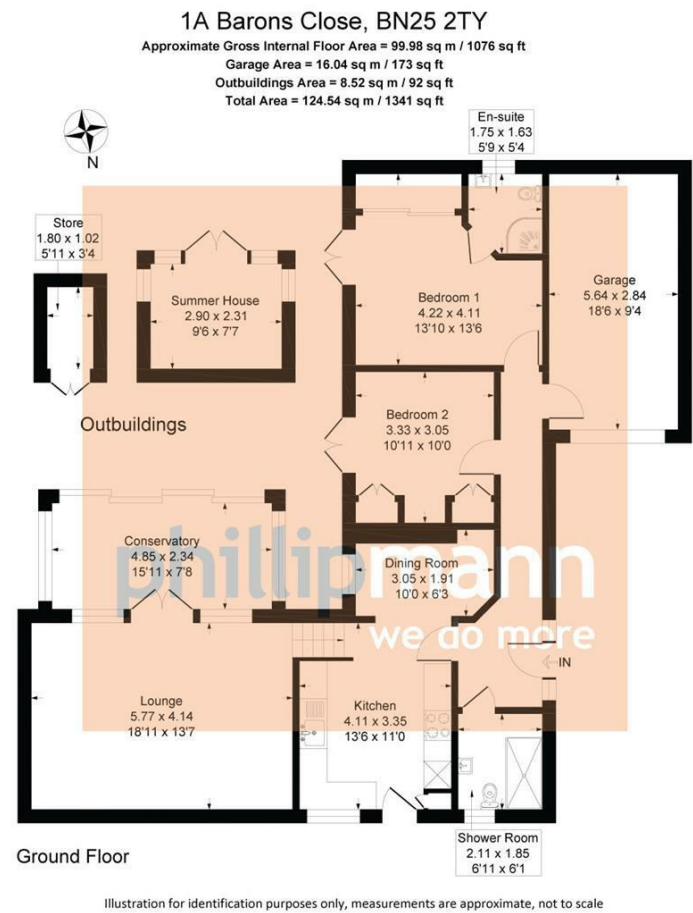 1A Barons Close, BN25 2TY
Approximate Gross Internal Floor Area = 99.98 sq m / 1076 sq ft
Garage Area = 16.04 sq m / 173 sq ft
Outbuildings Area = 8.52 sq m / 92 sq ft
Total Area = 124.54 sq m / 1341 sq ft
N
En-suite
1.75 x 1.63
5'9 x 5'4
Store
1.80 x 1.02
5'11 x 3'4
Summer House
2.90 x 2.31
9'6 x 7'7
Bedroom 1
4.22 x 4.11
13'10 x 13'6
Garage
5.64 x 2.84
18'6 x 9'4
Outbuildings
Bedroom 2
3.33 x 3.05
10'11 x 10'0
Conservatory
4.85 x 2.34
15'11 x 7'8
Dining Room
3.05 x 1.91
10'0 x 6'3
phillipmann
we do more
IN
Lounge
5.77 x 4.14
18'11 x 13'7
Kitchen
4.11 x 3.35
13'6 x 11'0
Shower Room
2.11 x 1.85
6'11 x 6'1
Ground Floor
Illustration for identification purposes only, measurements are approximate, not to scale